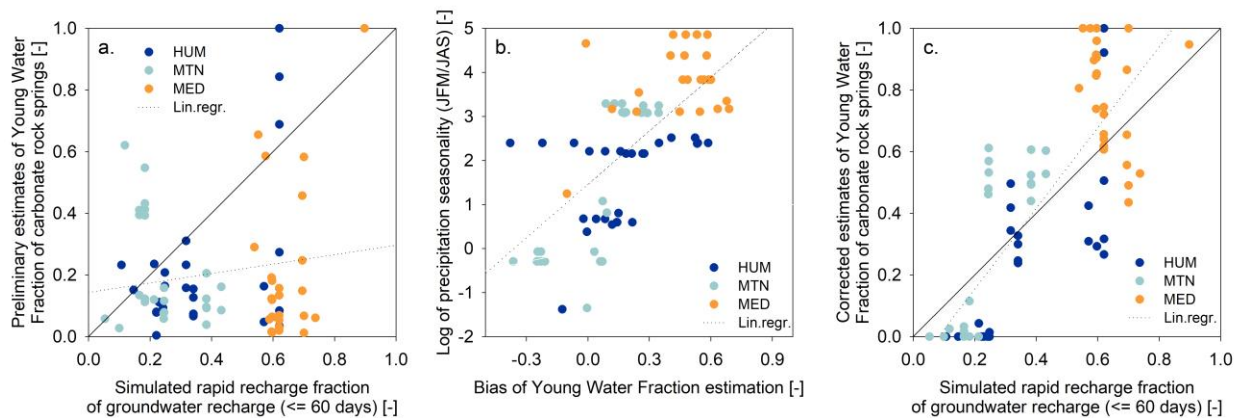 a.
HUM
MTN
MED
Lin.regr.
Preliminary estimates of Young Water
Fraction of carbonate rock springs [-]
1.0
0.8
0.6
0.4
0.2
0.0
0.0 0.2 0.4 0.6 0.8 1.0
Simulated rapid recharge fraction
of groundwater recharge (<= 60 days) [-]
b.
Log of precipitation seasonality (JFM/JAS) [-]
5
4
3
2
1
0
-1
-2
HUM
MTN
MED
Lin.regr.
-0.3 0.0 0.3 0.6 0.9
Bias of Young Water Fraction estimation [-]
c.
Corrected estimates of Young Water
Fraction of carbonate rock springs [-]
1.0
0.8
0.6
0.4
0.2
0.0
HUM
MTN
MED
Lin.regr.
0.0 0.2 0.4 0.6 0.8 1.0
Simulated rapid recharge fraction
of groundwater recharge (<= 60 days) [-]